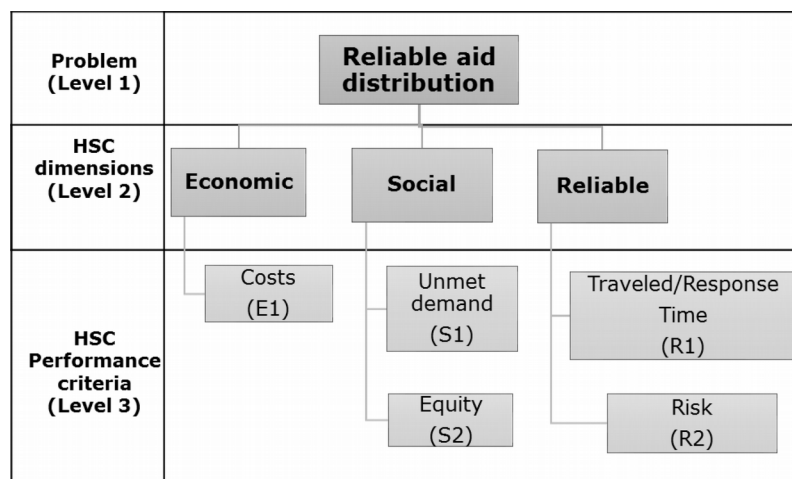 Problem
(Level 1)
Reliable aid
distribution
HSC
dimensions
(Level 2)
Economic
Social
Reliable
HSC
Performance
criteria
(Level 3)
Costs
(E1)
Unmet
demand
(S1)
Traveled/Response
Time
(R1)
Equity
(S2)
Risk
(R2)